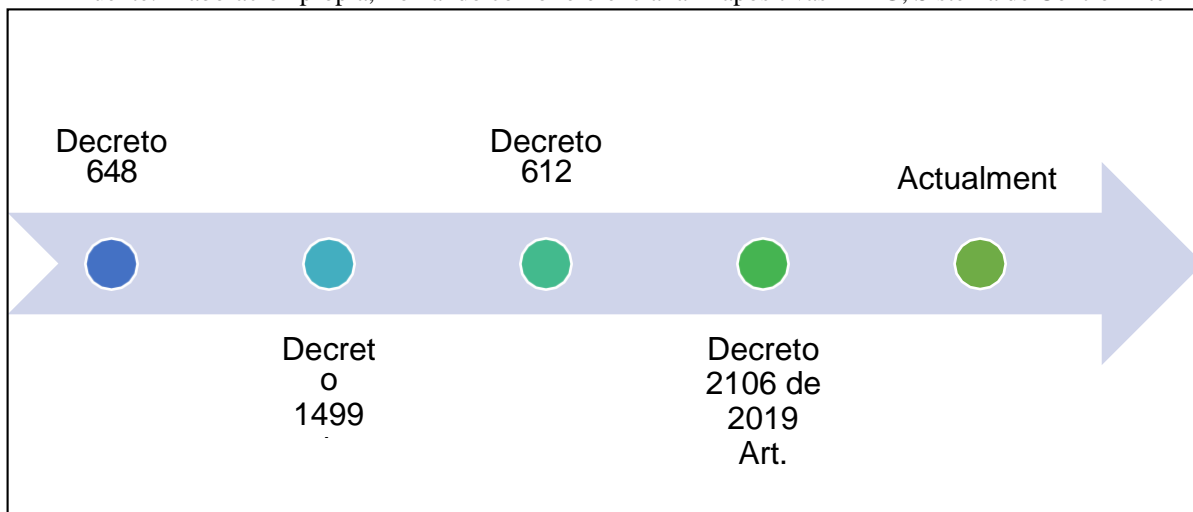 Decreto
648
Decret
o
1499
Decreto
612
Decreto
2106 de
2019
Art.
Actualment